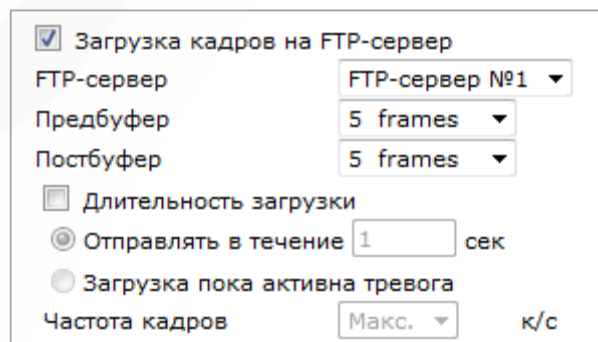 Загрузка кадров на FTP-сервер
FTP-сервер FTP-сервер №1
Предбуфер 5 frames
Постбуфер 5 frames
Длительность загрузки
Отправлять в течение 1 сек
Загрузка пока активна тревога
Частота кадров Макс. к/с